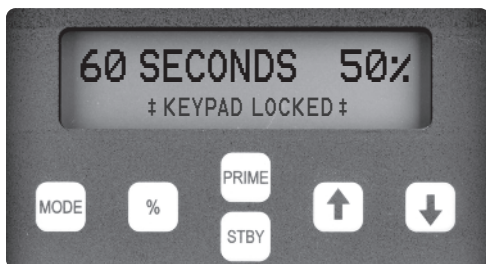 60 SECONDS 50%
‡ KEYPAD LOCKED ‡
PRIME
MODE
%
STBY